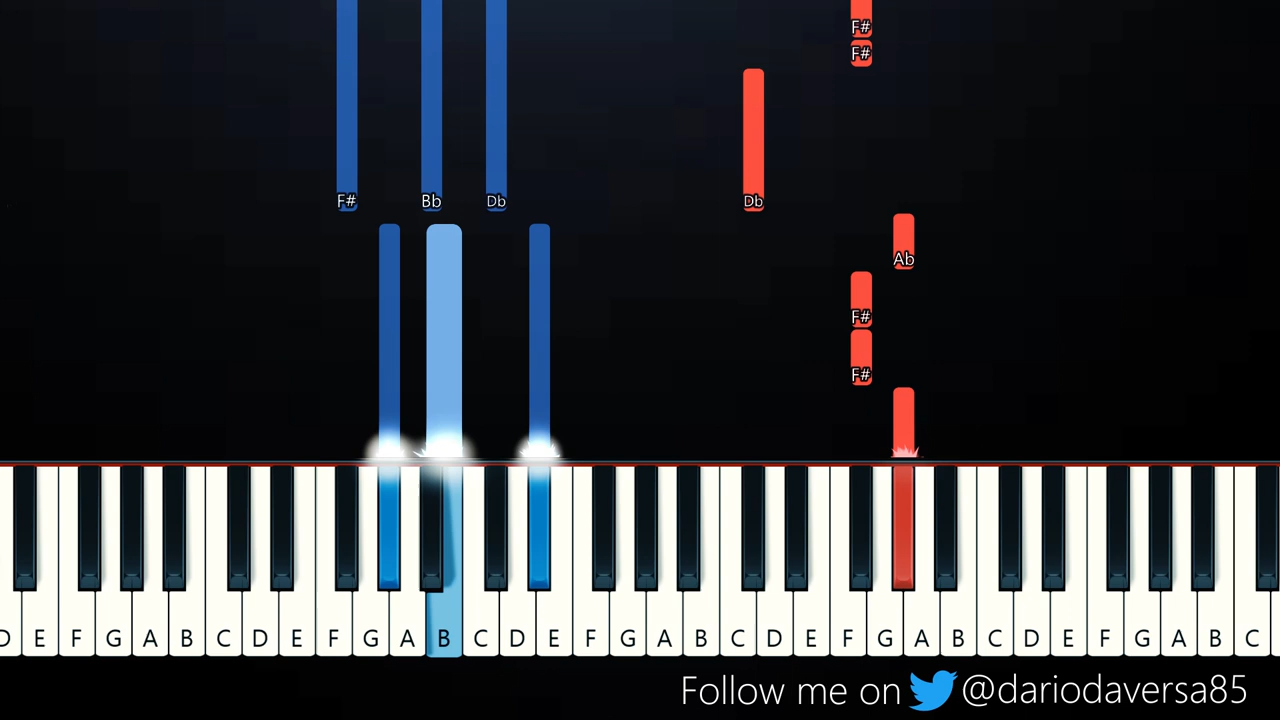 F#
F#
F# Bb Db Db
Ab
F#
F#
D E F G A B C D E F G A B C D E F G A B C D E F G A B C D E F G A B C
Follow me on @dariodaversa85